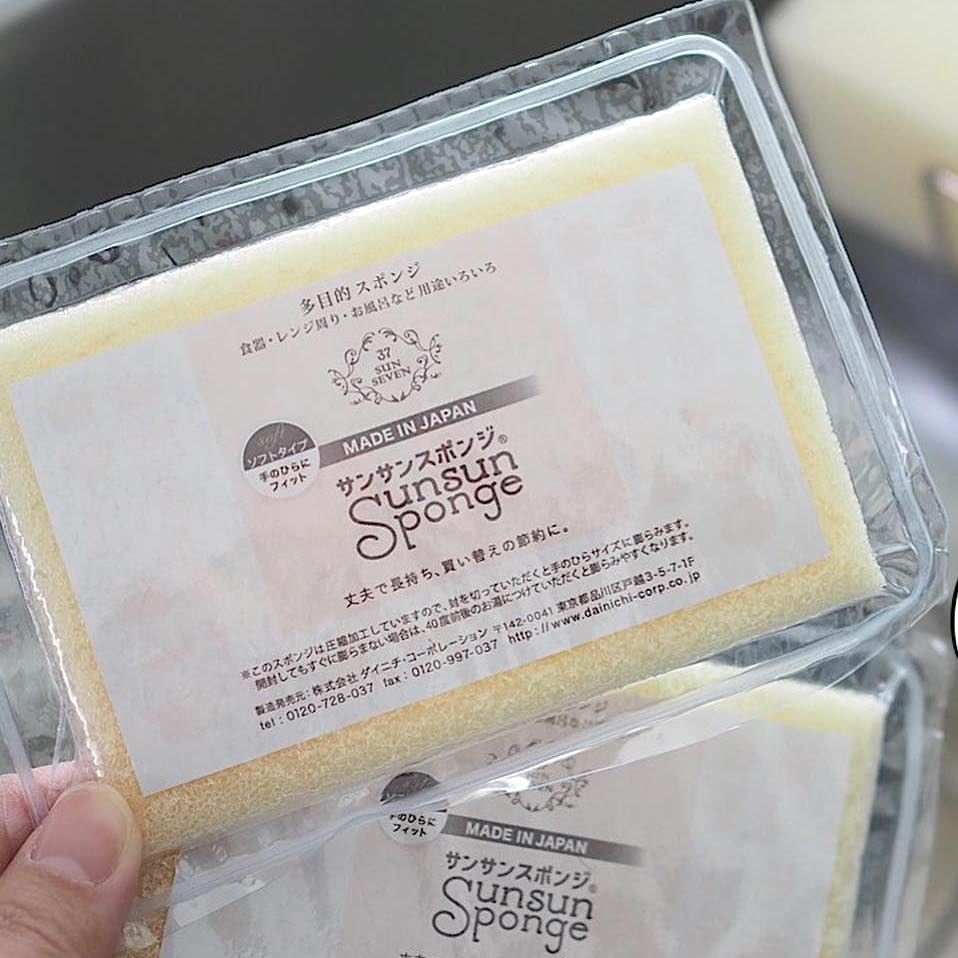 多目的 スポンジ
食器・レンジ周り・お風呂など 用途いろいろ
37
SUN
SEVEN
MADE IN JAPAN
soft
ソフトタイプ
手のひらに
フィット
サンサンスポンジ®
Sunsun
Sponge
丈夫で長持ち、買い替えの節約に。
※このスポンジは圧縮加工していますので、封を切っていただくと手のひらサイズに膨らみます。
開封してもすぐに膨らまない場合は、40度前後のお湯につけていただくと膨らみやすくなります。
製造発売元：株式会社 ダイニチ・コーポレーション 〒142-0041 東京都品川区戸越3-5-7-1F
tel : 0120-728-037 fax : 0120-997-037 http://www.dainichi-corp.co.jp
SUN
SEVEN
手のひらに
フィット
MADE IN JAPAN
サンサンスポンジ®
Sunsun
Sponge